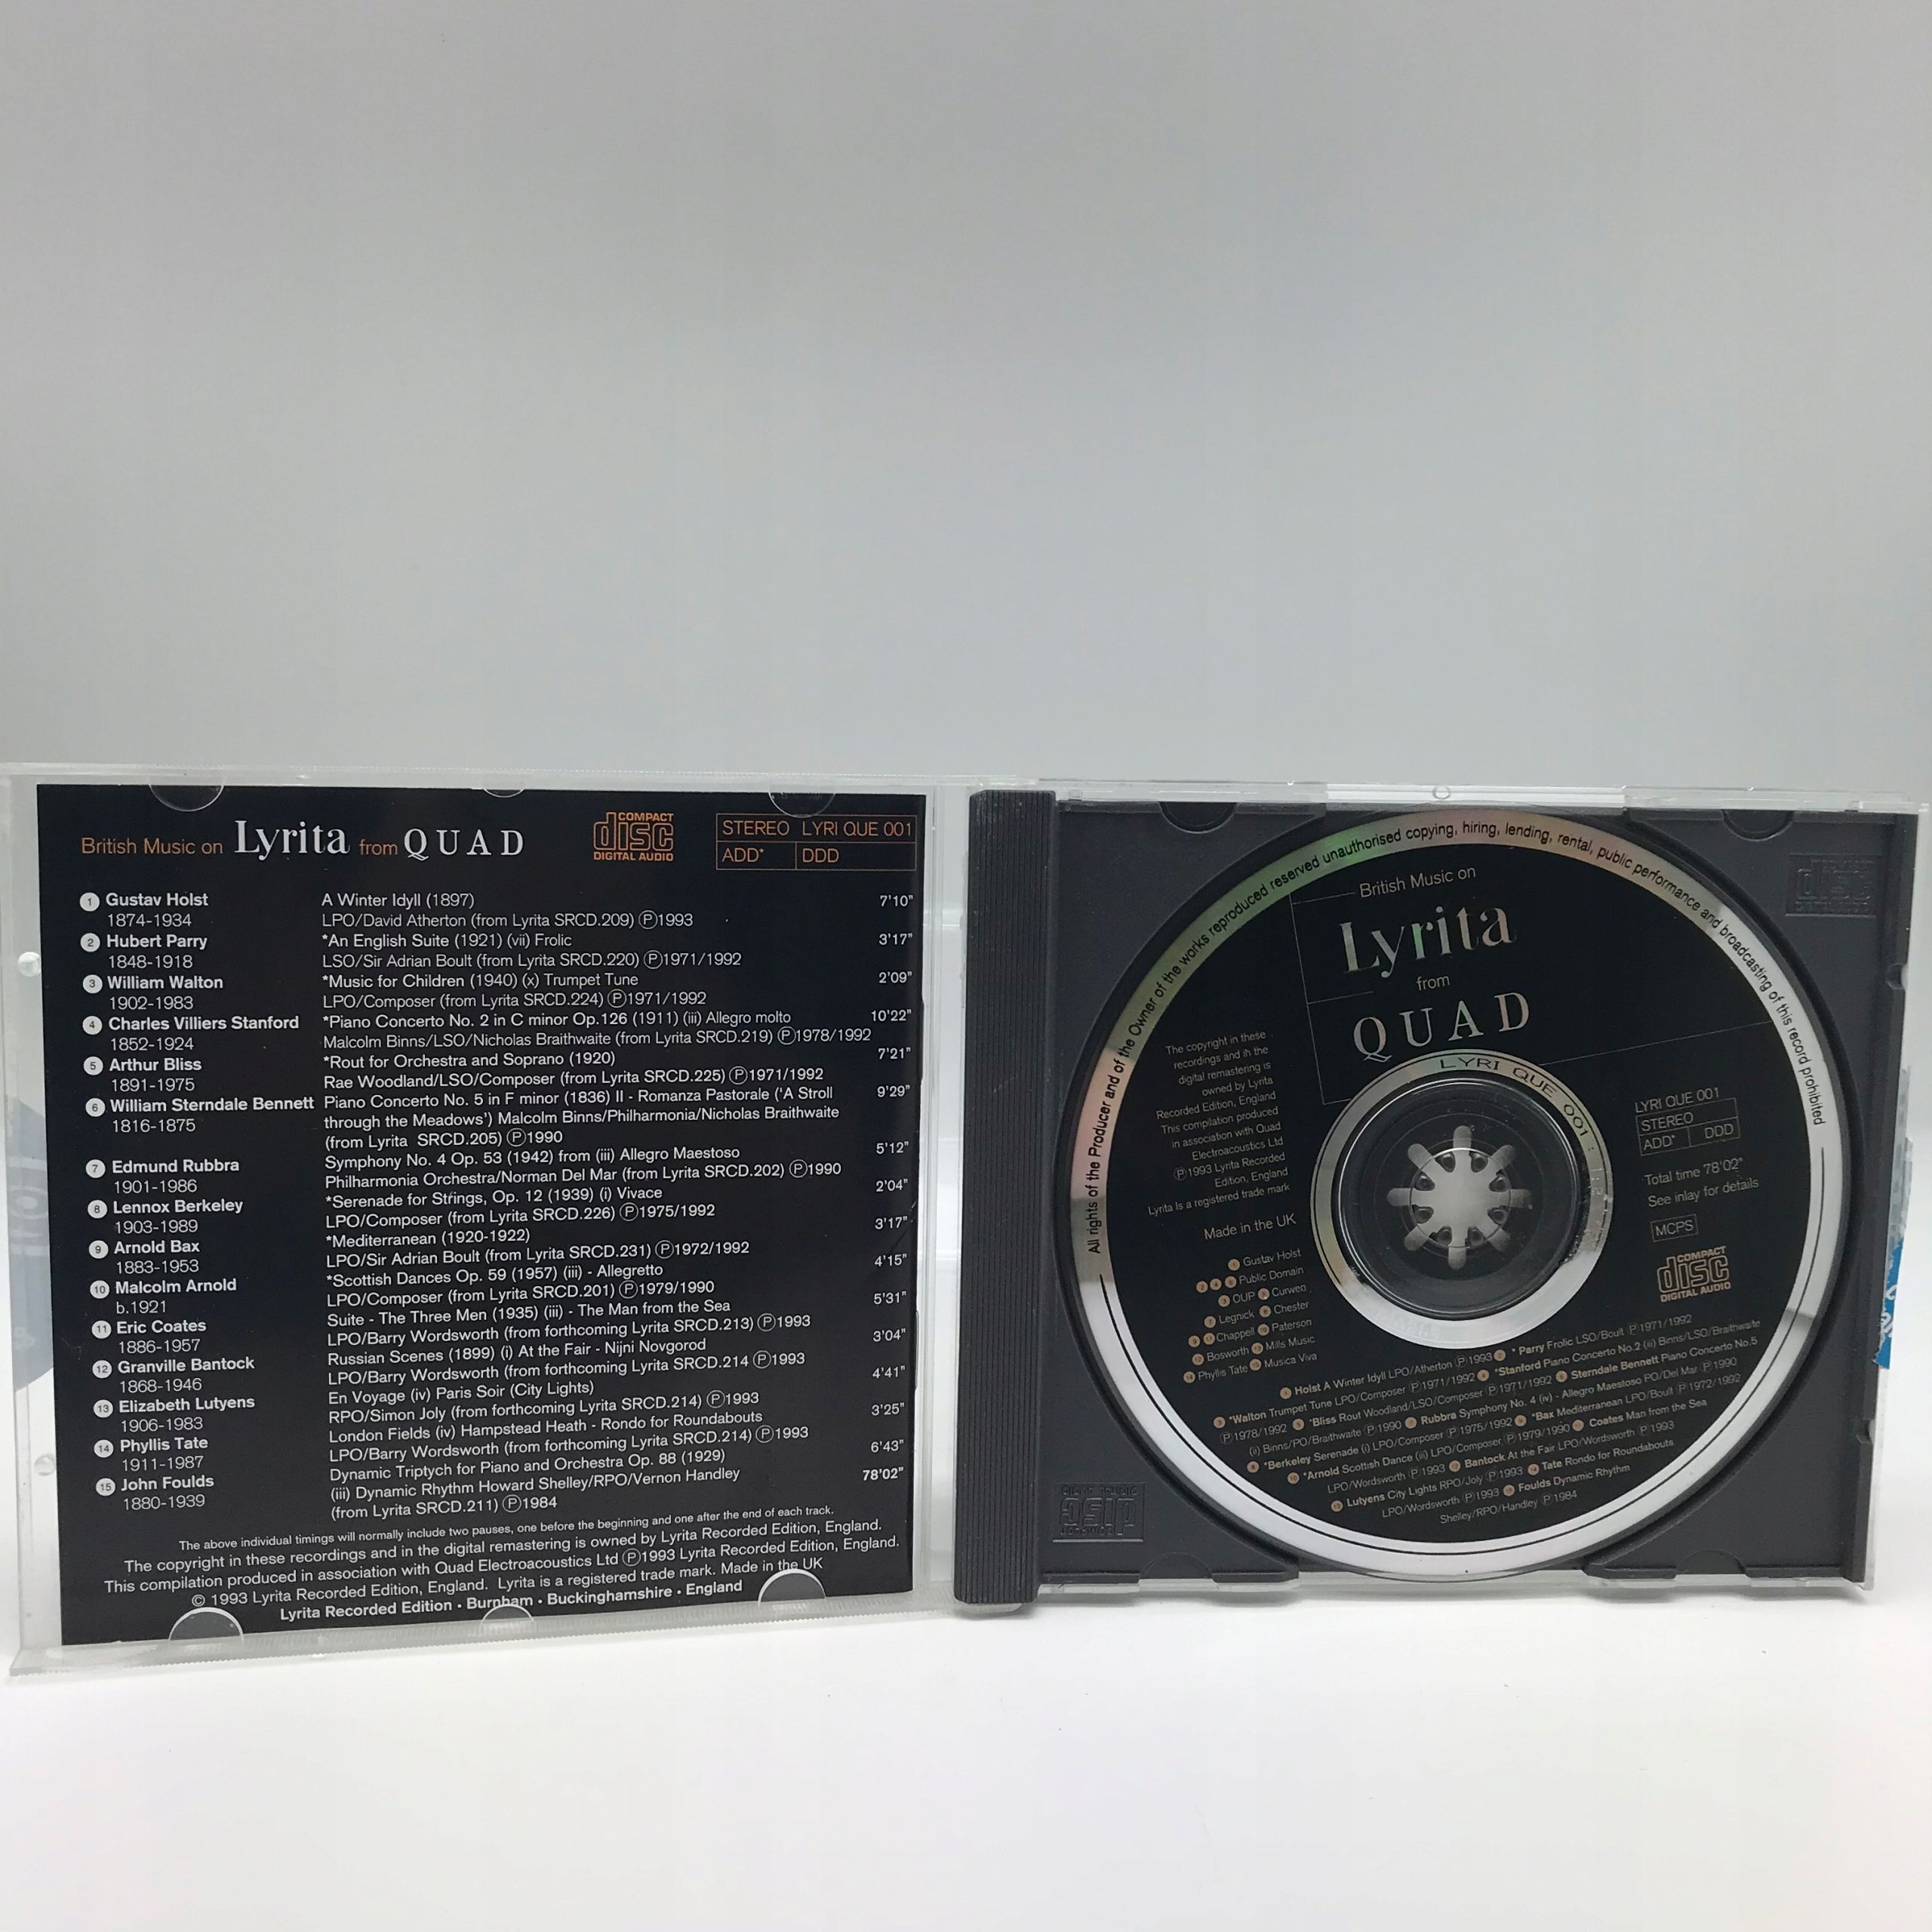 British Music on Lyrita from QUAD
COMPACT
disc
DIGITAL AUDIO
STEREO LYRI QUE 001
ADD* DDD
1 Gustav Holst A Winter Idyll (1897) 7'10"
1874-1934 LPO/David Atherton (from Lyrita SRCD.209) Ⓟ1993
2 Hubert Parry *An English Suite (1921) (vii) Frolic 3'17"
1848-1918 LSO/Sir Adrian Boult (from Lyrita SRCD.220) Ⓟ1971/1992
3 William Walton *Music for Children (1940) (x) Trumpet Tune 2'09"
1902-1983 LPO/Composer (from Lyrita SRCD.224) Ⓟ1971/1992
4 Charles Villiers Stanford *Piano Concerto No. 2 in C minor Op.126 (1911) (iii) Allegro molto 10'22"
1852-1924 Malcolm Binns/LSO/Nicholas Braithwaite (from Lyrita SRCD.219) Ⓟ1978/1992
5 Arthur Bliss *Rout for Orchestra and Soprano (1920) 7'21"
1891-1975 Rae Woodland/LSO/Composer (from Lyrita SRCD.225) Ⓟ1971/1992
6 William Sterndale Bennett Piano Concerto No. 5 in F minor (1836) II - Romanza Pastorale ('A Stroll 9'29"
1816-1875 through the Meadows') Malcolm Binns/Philharmonia/Nicholas Braithwaite
(from Lyrita SRCD.205) Ⓟ1990
7 Edmund Rubbra Symphony No. 4 Op. 53 (1942) from (iii) Allegro Maestoso 5'12"
1901-1986 Philharmonia Orchestra/Norman Del Mar (from Lyrita SRCD.202) Ⓟ1990
8 Lennox Berkeley *Serenade for Strings, Op. 12 (1939) (i) Vivace 2'04"
1903-1989 LPO/Composer (from Lyrita SRCD.226) Ⓟ1975/1992
9 Arnold Bax *Mediterranean (1920-1922) 3'17"
1883-1953 LPO/Sir Adrian Boult (from Lyrita SRCD.231) Ⓟ1972/1992
10 Malcolm Arnold *Scottish Dances Op. 59 (1957) (iii) - Allegretto 4'15"
b.1921 LPO/Composer (from Lyrita SRCD.201) Ⓟ1979/1990
11 Eric Coates Suite - The Three Men (1935) (iii) - The Man from the Sea 5'31"
1886-1957 LPO/Barry Wordsworth (from forthcoming Lyrita SRCD.213) Ⓟ1993
12 Granville Bantock Russian Scenes (1899) (i) At the Fair - Nijni Novgorod 3'04"
1868-1946 LPO/Barry Wordsworth (from forthcoming Lyrita SRCD.214 Ⓟ1993
13 Elizabeth Lutyens En Voyage (iv) Paris Soir (City Lights) 4'41"
1906-1983 RPO/Simon Joly (from forthcoming Lyrita SRCD.214) Ⓟ1993
14 Phyllis Tate London Fields (iv) Hampstead Heath - Rondo for Roundabouts 3'25"
1911-1987 LPO/Barry Wordsworth (from forthcoming Lyrita SRCD.214) Ⓟ1993
15 John Foulds Dynamic Triptych for Piano and Orchestra Op. 88 (1929) 6'43"
1880-1939 (iii) Dynamic Rhythm Howard Shelley/RPO/Vernon Handley 78'02"
(from Lyrita SRCD.211) Ⓟ1984
The above individual timings will normally include two pauses, one before the beginning and one after the end of each track.
The copyright in these recordings and in the digital remastering is owned by Lyrita Recorded Edition, England.
This compilation produced in association with Quad Electroacoustics Ltd Ⓟ1993 Lyrita Recorded Edition, England.
© 1993 Lyrita Recorded Edition, England. Lyrita is a registered trade mark. Made in the UK
Lyrita Recorded Edition • Burnham • Buckinghamshire • England
All rights of the Producer and of the Owner of the works reproduced reserved unauthorised copying, hiring, lending, rental, public performance and broadcasting of this record prohibited
British Music on
Lyrita
from
QUAD
LYRI QUE 001
The copyright in these
recordings and in the
digital remastering is
owned by Lyrita
Recorded Edition, England
This compilation produced
in association with Quad
Electroacoustics Ltd
Ⓟ1993 Lyrita Recorded
Edition, England
Lyrita Is a registered trade mark
Made in the UK
LYRI QUE 001
STEREO
ADD* DDD
Total time 78'02"
See inlay for details
MCPS
COMPACT
disc
DIGITAL AUDIO
Gustav Holst
Public Domain
OUP Curwen
Legnick Chester
Chappell Paterson
Bosworth Mills Music
Phyllis Tate Musica Viva
Holst A Winter Idyll LPO/Atherton Ⓟ1993 *Parry Frolic LSO/Boult Ⓟ1971/1992
*Walton Trumpet Tune LPO/Composer Ⓟ1971/1992 *Stanford Piano Concerto No.2 (ii) Binns/LSO/Braithwaite
Ⓟ1978/1992 *Bliss Rout Woodland/LSO/Composer Ⓟ1971/1992 Sterndale Bennett Piano Concerto No.5
(ii) Binns/PO/Braithwaite Ⓟ1990 Rubbra Symphony No. 4 (iv) - Allegro Maestoso PO/Del Mar Ⓟ1990
*Berkeley Serenade (i) LPO/Composer Ⓟ1975/1992 *Bax Mediterranean LPO/Boult Ⓟ1972/1992
*Arnold Scottish Dance (ii) LPO/Composer Ⓟ1979/1990 Coates Man from the Sea
LPO/Wordsworth Ⓟ1993 Bantock At the Fair LPO/Wordsworth Ⓟ1993
Lutyens City Lights RPO/Joly Ⓟ1993 Tate Rondo for Roundabouts
LPO/Wordsworth Ⓟ1993 Foulds Dynamic Rhythm
Shelley/RPO/Handley Ⓟ1984